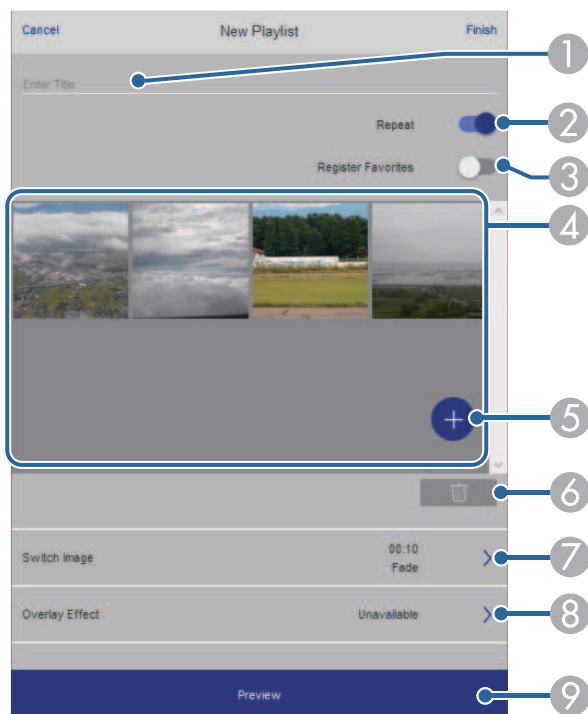 Cancel New Playlist Finish
1
Enter Title
Repeat
2
Register Favorites
3
4
5
6
Switch Image 00:10
Fade
7
Overlay Effect Unavailable
8
Preview
9